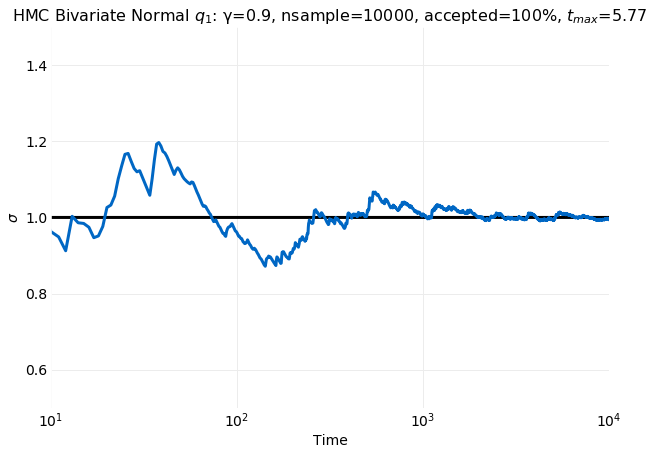 HMC Bivariate Normal q₁: γ=0.9, nsample=10000, accepted=100%, tₘₐₓ=5.77
1.4
1.2
1.0
0.8
0.6
σ
10¹ 10² 10³ 10⁴
Time